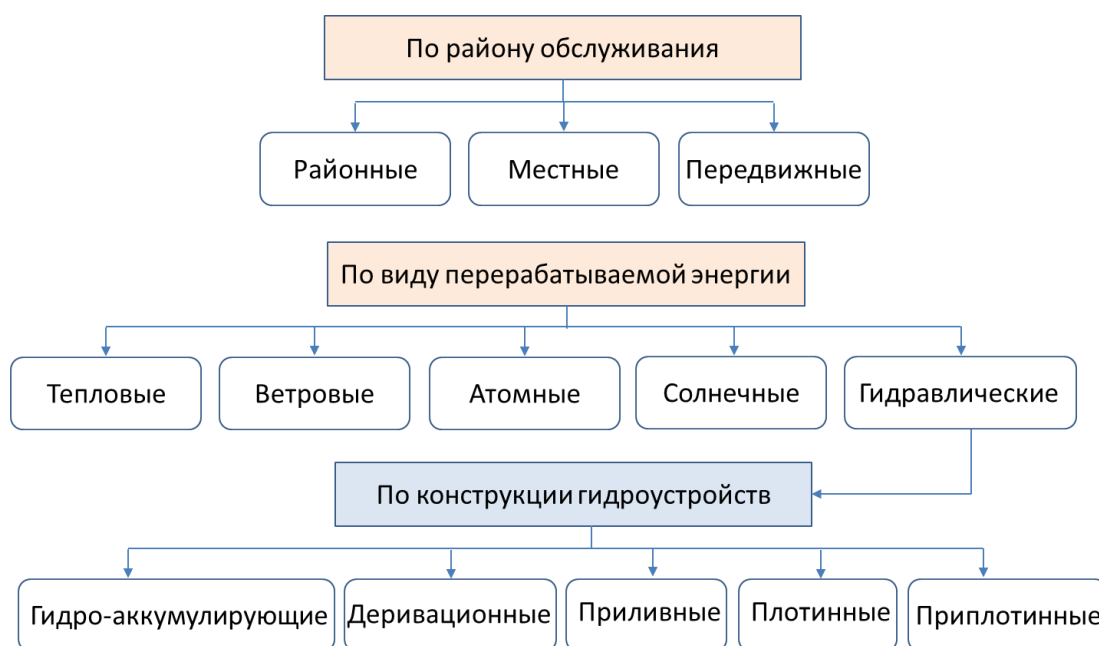 По району обслуживания
Районные
Местные
Передвижные
По виду перерабатываемой энергии
Тепловые
Ветровые
Атомные
Солнечные
Гидравлические
По конструкции гидроустройств
Гидро-аккумулирующие
Деривационные
Приливные
Плотинные
Приплотинные